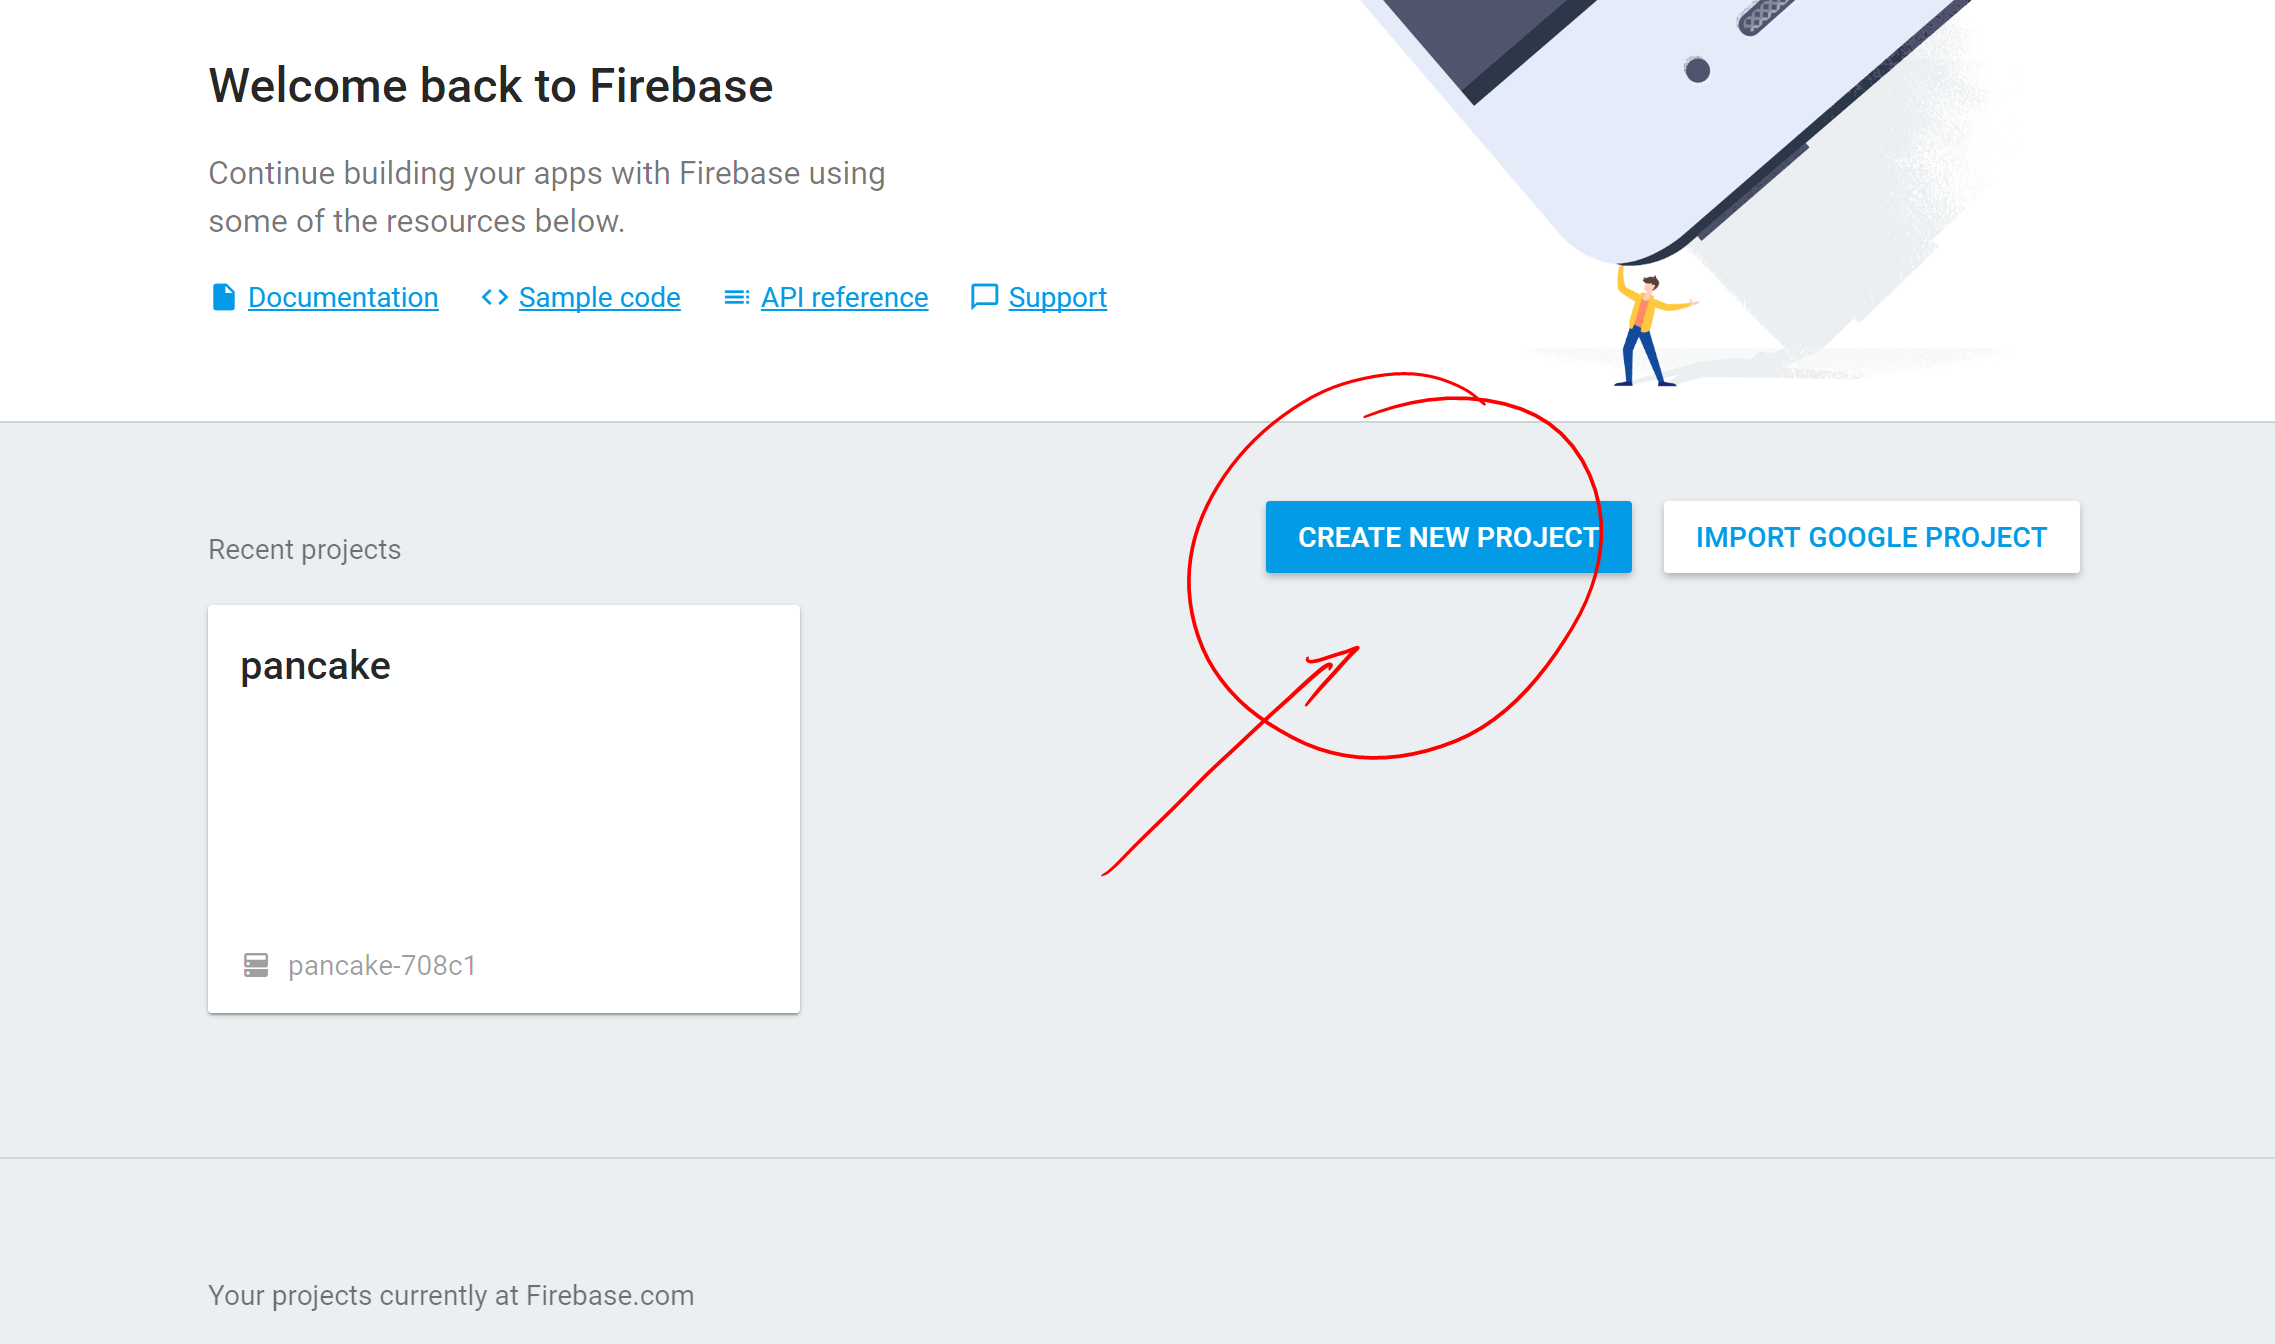 Welcome back to Firebase
Continue building your apps with Firebase using
some of the resources below.
Documentation Sample code API reference Support
Recent projects
CREATE NEW PROJECT IMPORT GOOGLE PROJECT
pancake
pancake-708c1
Your projects currently at Firebase.com